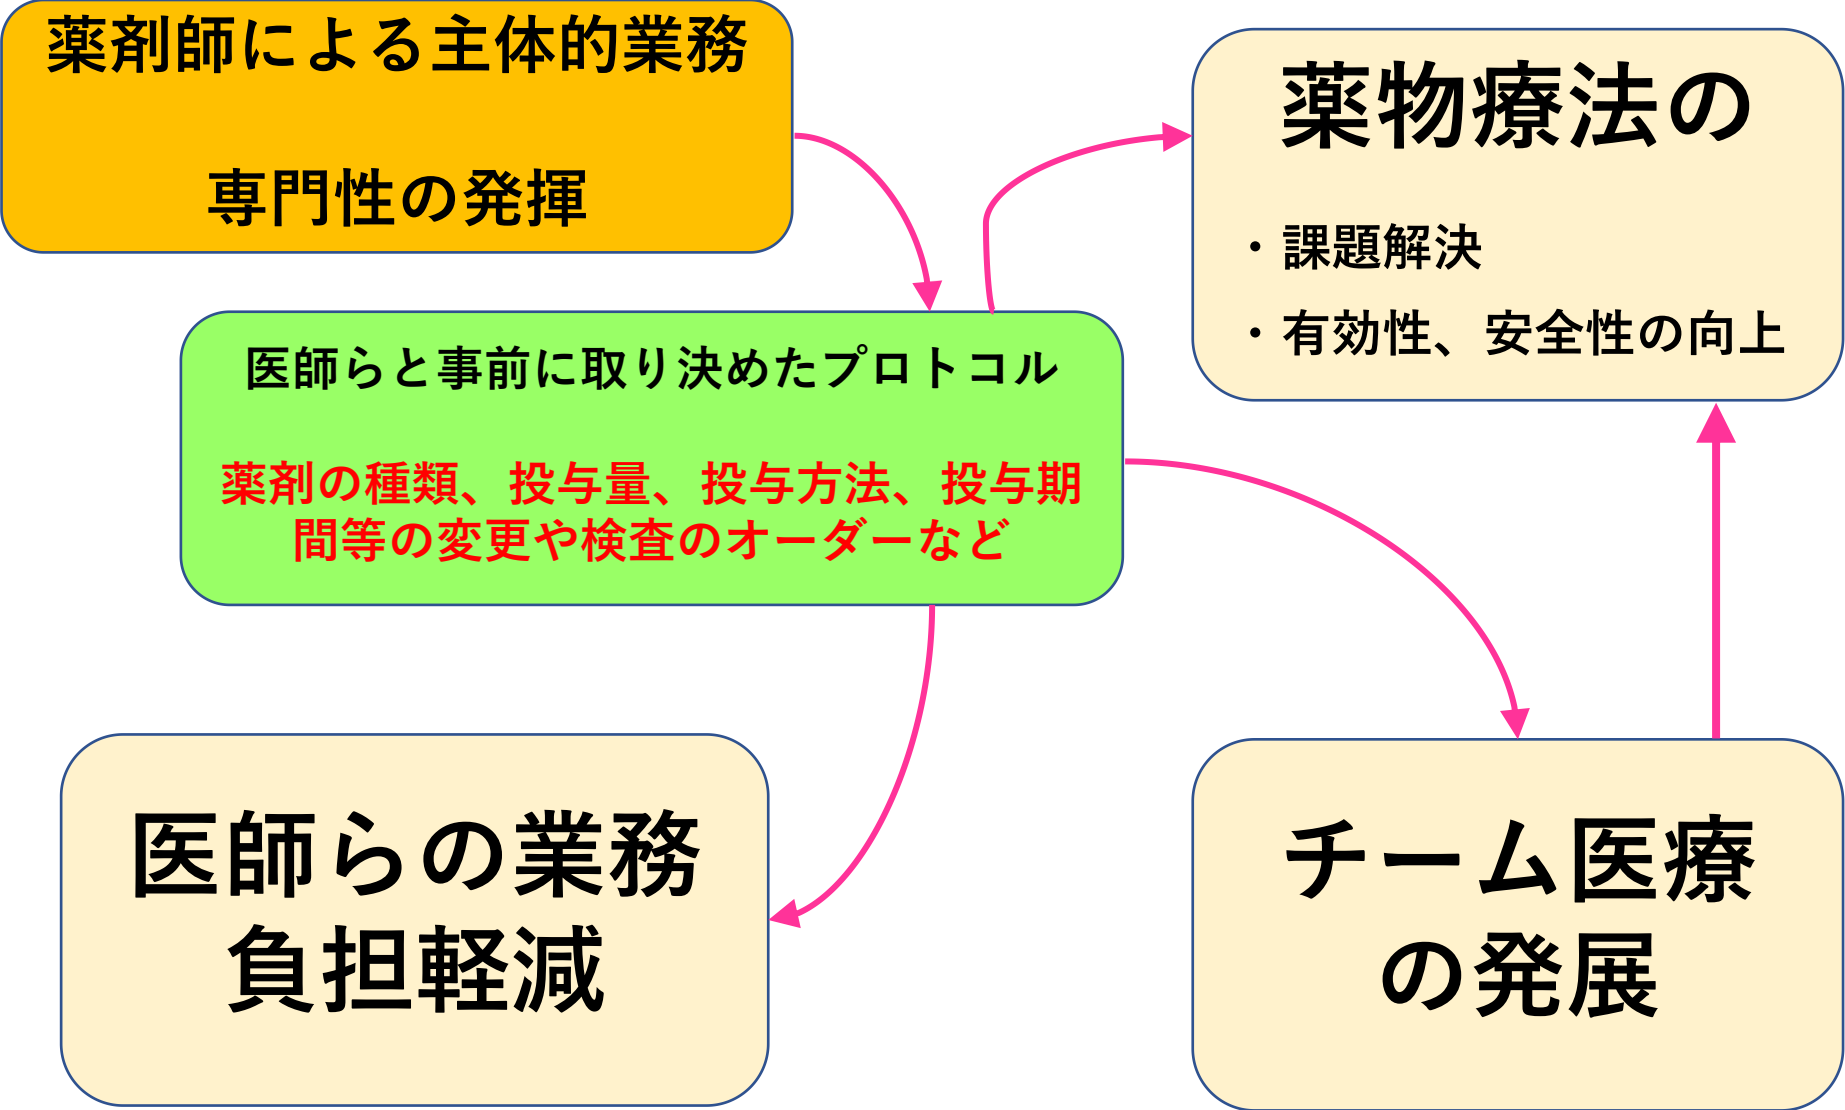 薬剤師による主体的業務
専門性の発揮
薬物療法の
・課題解決
・有効性、安全性の向上
医師らと事前に取り決めたプロトコル
薬剤の種類、投与量、投与方法、投与期
間等の変更や検査のオーダーなど
医師らの業務
負担軽減
チーム医療
の発展